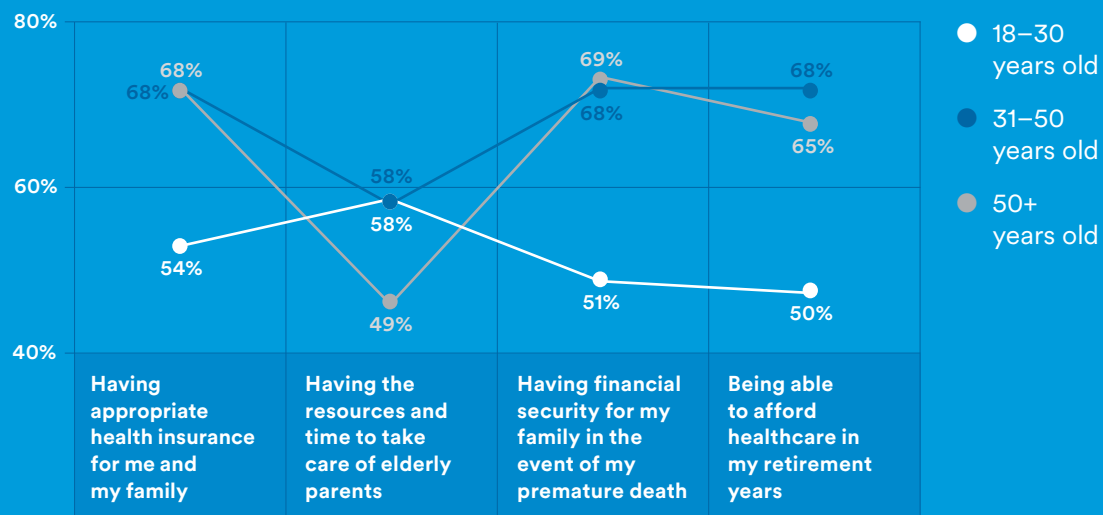 80%
60%
40%
68%
68%
54%
58%
58%
49%
69%
68%
51%
68%
65%
50%
Having
appropriate
health insurance
for me and
my family
Having the
resources and
time to take
care of elderly
parents
Having financial
security for my
family in the
event of my
premature death
Being able
to afford
healthcare in
my retirement
years
18–30
years old
31–50
years old
50+
years old